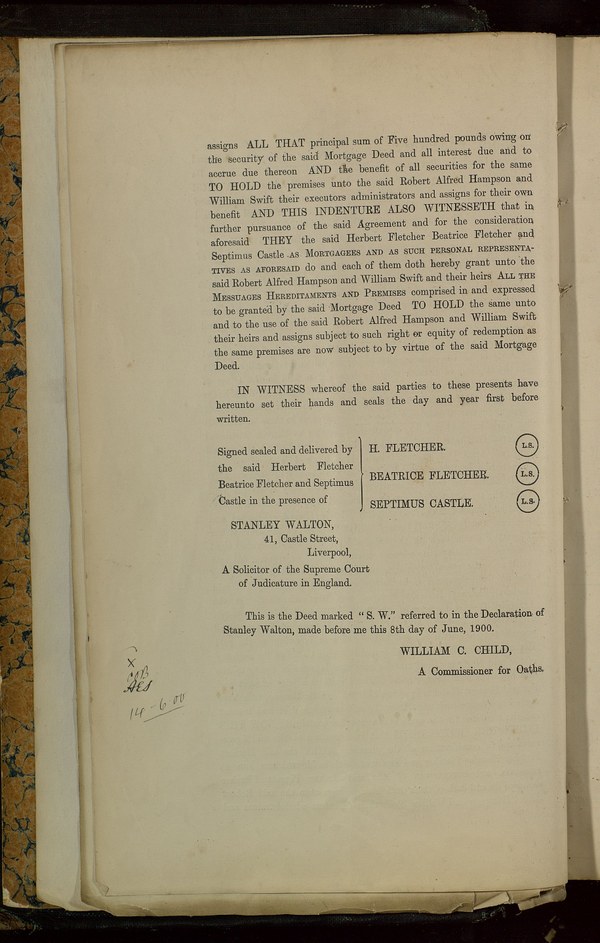 assigns ALL THAT principal sum of Five hundred pounds owing on
the security of the said Mortgage Deed and all interest due and to
accrue due thereon AND the benefit of all securities for the same
TO HOLD the premises unto the said Robert Alfred Hampson and
William Swift their executors administrators and assigns for their own
benefit AND THIS INDENTURE ALSO WITNESSETH that in
further pursuance of the said Agreement and for the consideration
aforesaid THEY the said Herbert Fletcher Beatrice Fletcher and
Septimus Castle AS MORTGAGEES AND AS SUCH PERSONAL REPRESENTA-
TIVES AS AFORESAID do and each of them doth hereby grant unto the
said Robert Alfred Hampson and William Swift and their heirs ALL THE
MESSUAGES HEREDITAMENTS AND PREMISES comprised in and expressed
to be granted by the said Mortgage Deed TO HOLD the same unto
and to the use of the said Robert Alfred Hampson and William Swift
their heirs and assigns subject to such right or equity of redemption as
the same premises are now subject to by virtue of the said Mortgage
Deed.
IN WITNESS whereof the said parties to these presents have
hereunto set their hands and seals the day and year first before
written.
Signed sealed and delivered by
the said Herbert Fletcher
Beatrice Fletcher and Septimus
Castle in the presence of
H. FLETCHER. L.S.
BEATRICE FLETCHER. L.S.
SEPTIMUS CASTLE. L.S.
STANLEY WALTON,
41, Castle Street,
Liverpool,
A Solicitor of the Supreme Court
of Judicature in England.
This is the Deed marked "S. W." referred to in the Declaration of
Stanley Walton, made before me this 8th day of June, 1900.
WILLIAM C. CHILD,
A Commissioner for Oaths.
X
AES
14-6 00